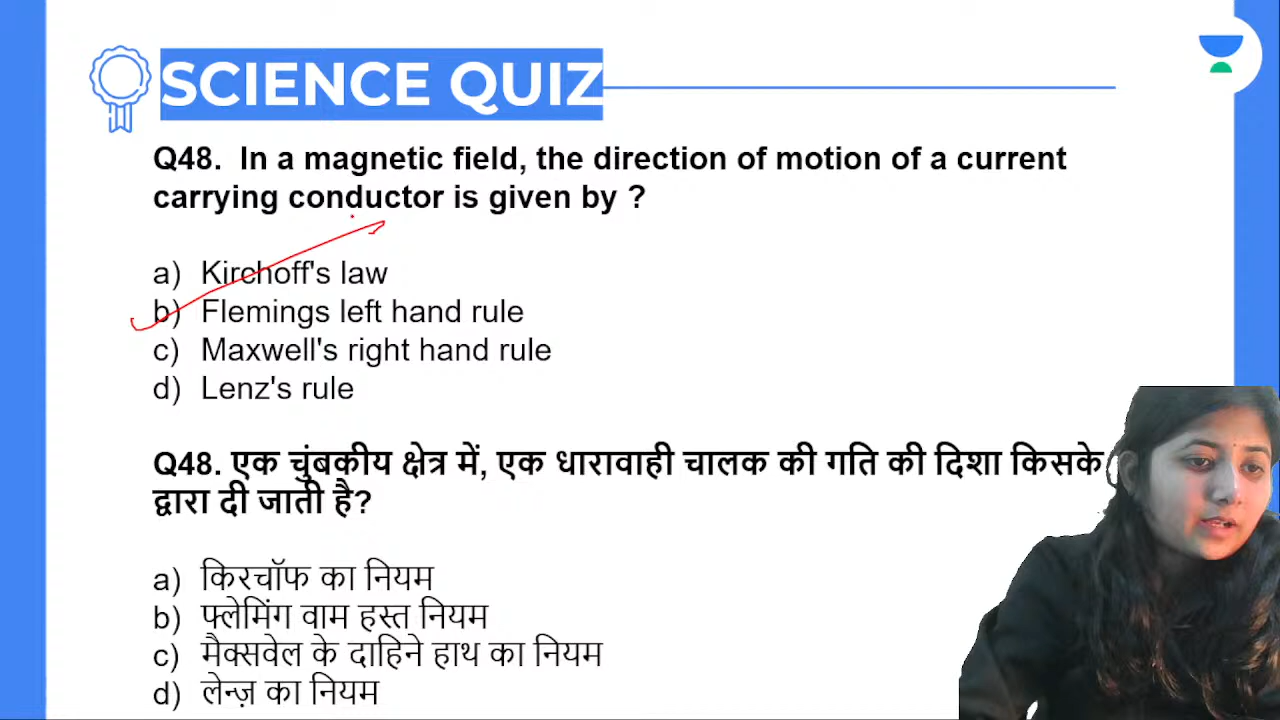 SCIENCE QUIZ
Q48. In a magnetic field, the direction of motion of a current
carrying conductor is given by ?
a) Kirchoff's law
b) Flemings left hand rule
c) Maxwell's right hand rule
d) Lenz's rule
Q48. एक चुंबकीय क्षेत्र में, एक धारावाही चालक की गति की दिशा किसके
द्वारा दी जाती है?
a) किरचॉफ का नियम
b) फ्लेमिंग वाम हस्त नियम
c) मैक्सवेल के दाहिने हाथ का नियम
d) लेन्ज़ का नियम